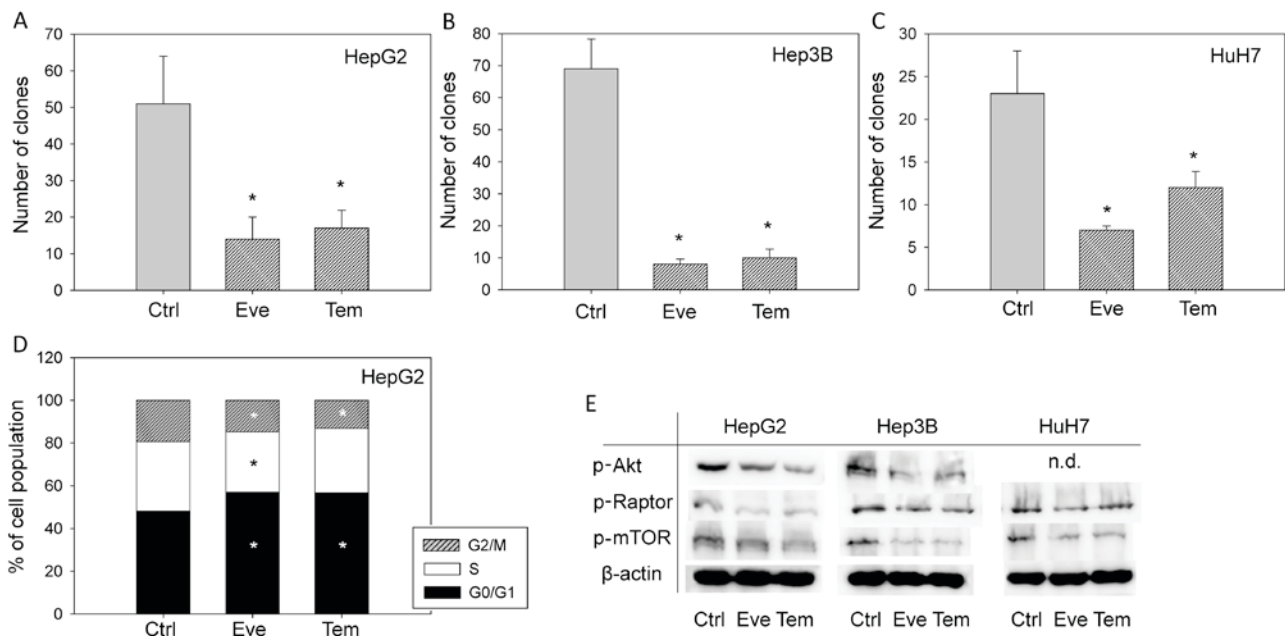 A
HepG2
Number of clones
70
60
50
40
30
20
10
0
*
*
Ctrl Eve Tem
B
Hep3B
Number of clones
80
70
60
50
40
30
20
10
0
*
*
Ctrl Eve Tem
C
HuH7
Number of clones
30
25
20
15
10
5
0
*
*
Ctrl Eve Tem
D
HepG2
% of cell population
120
100
80
60
40
20
0
* *
*
* *
Ctrl Eve Tem
G2/M
S
G0/G1
E
HepG2 Hep3B HuH7
p-Akt n.d.
p-Raptor
p-mTOR
β-actin
Ctrl Eve Tem Ctrl Eve Tem Ctrl Eve Tem